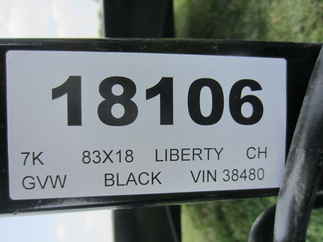 18106
7K 83X18 LIBERTY CH
GVW BLACK VIN 38480